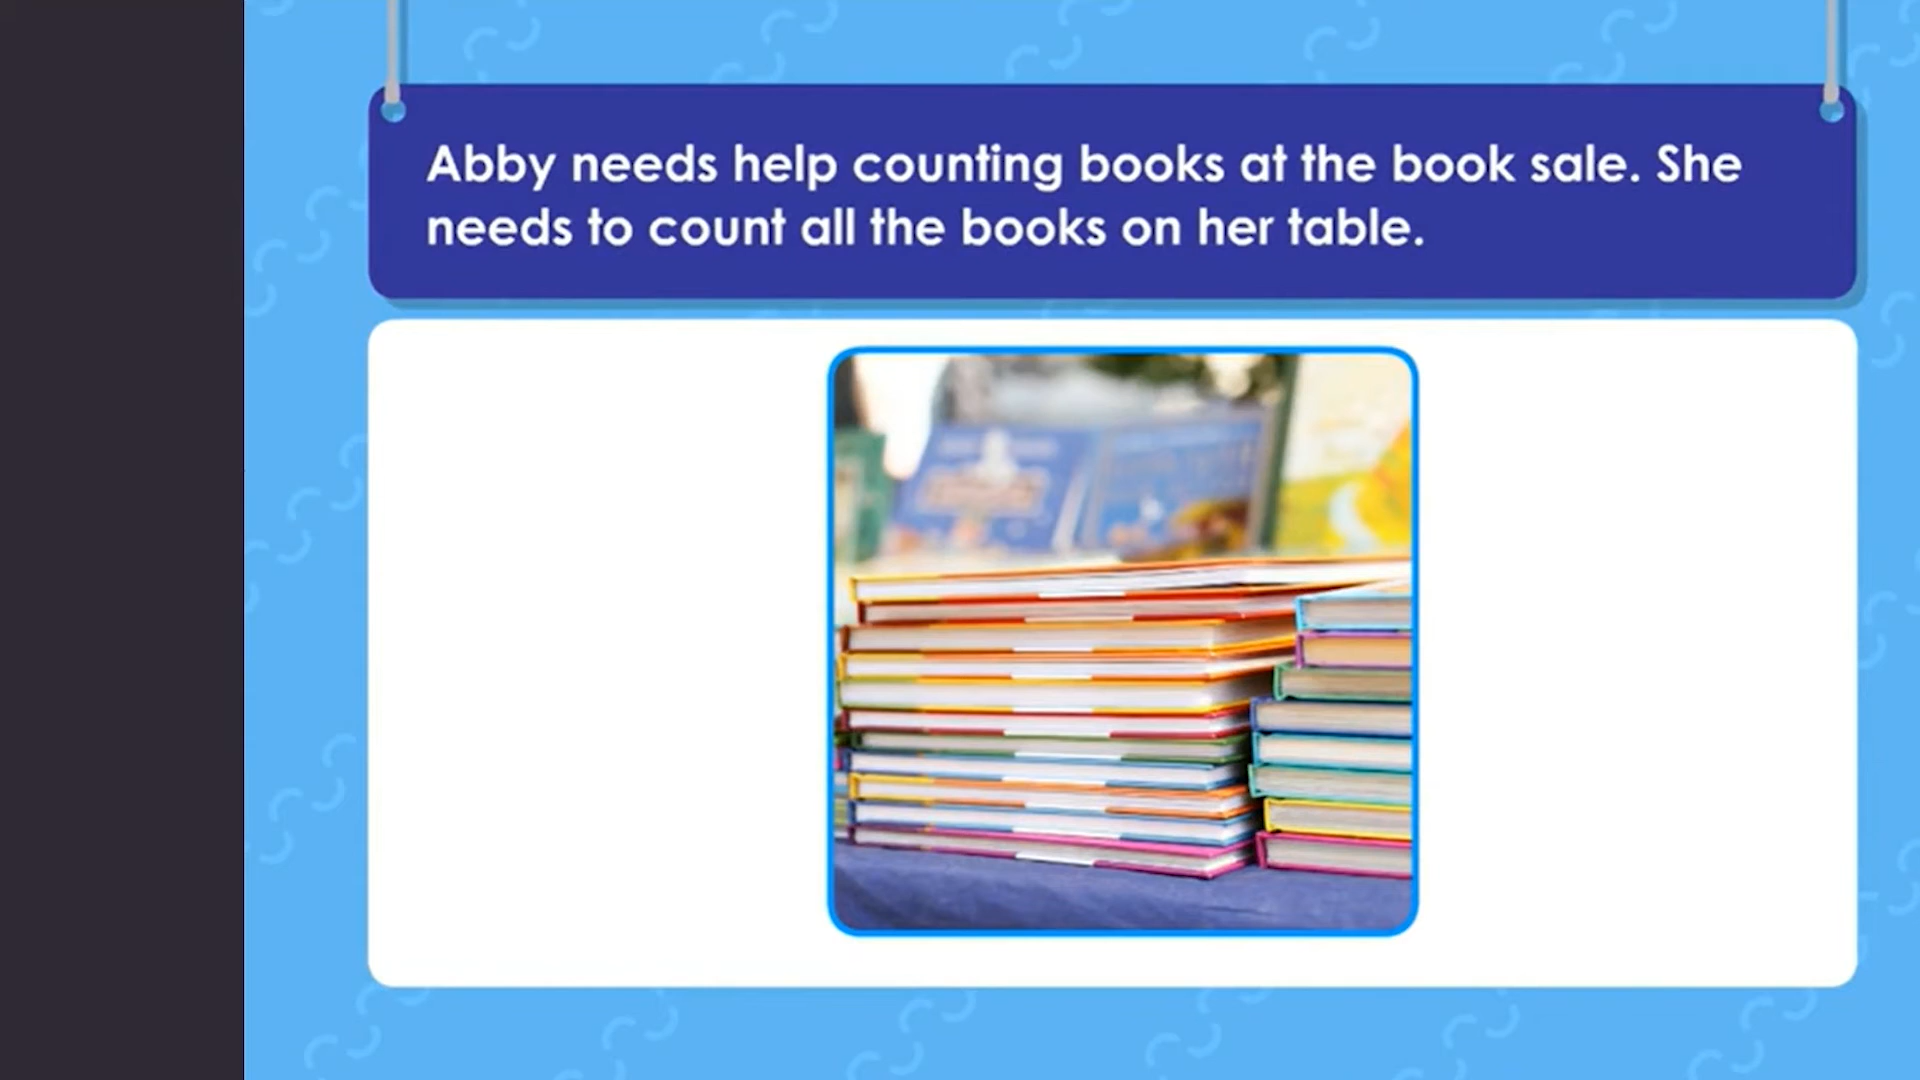 Abby needs help counting books at the book sale. She
needs to count all the books on her table.